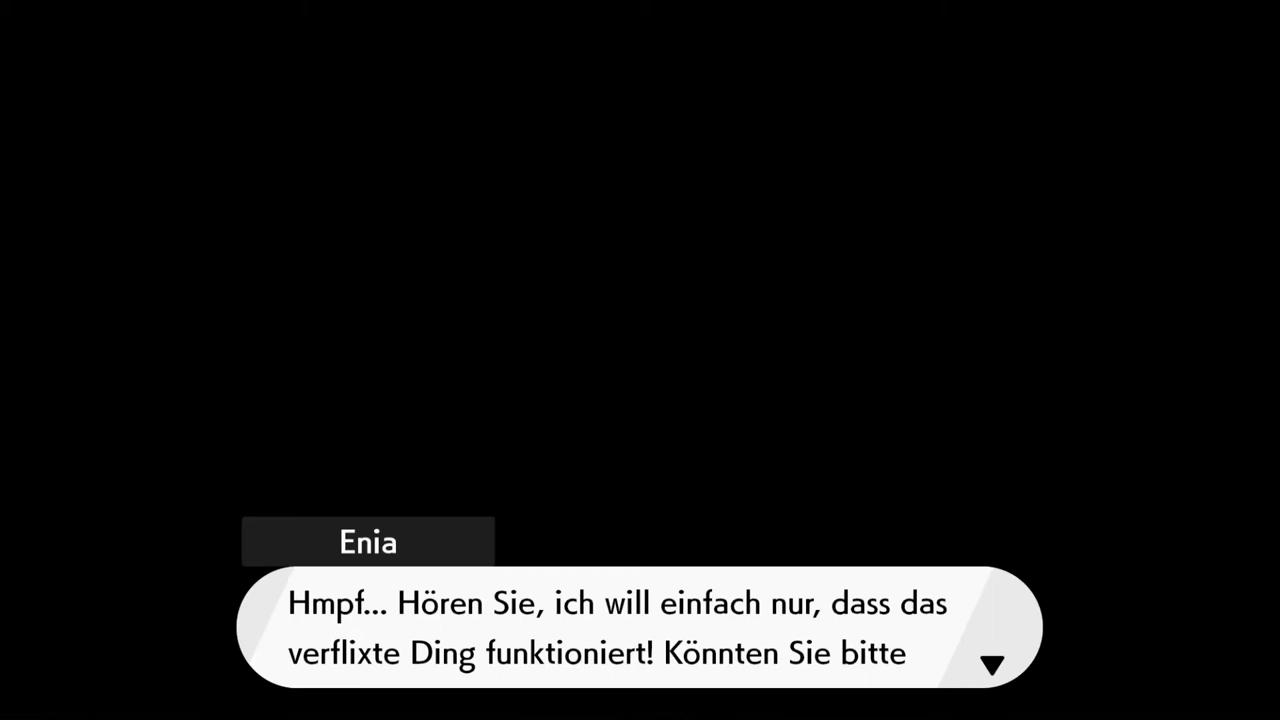 Enia
Hmpf... Hören Sie, ich will einfach nur, dass das
verflixte Ding funktioniert! Könnten Sie bitte